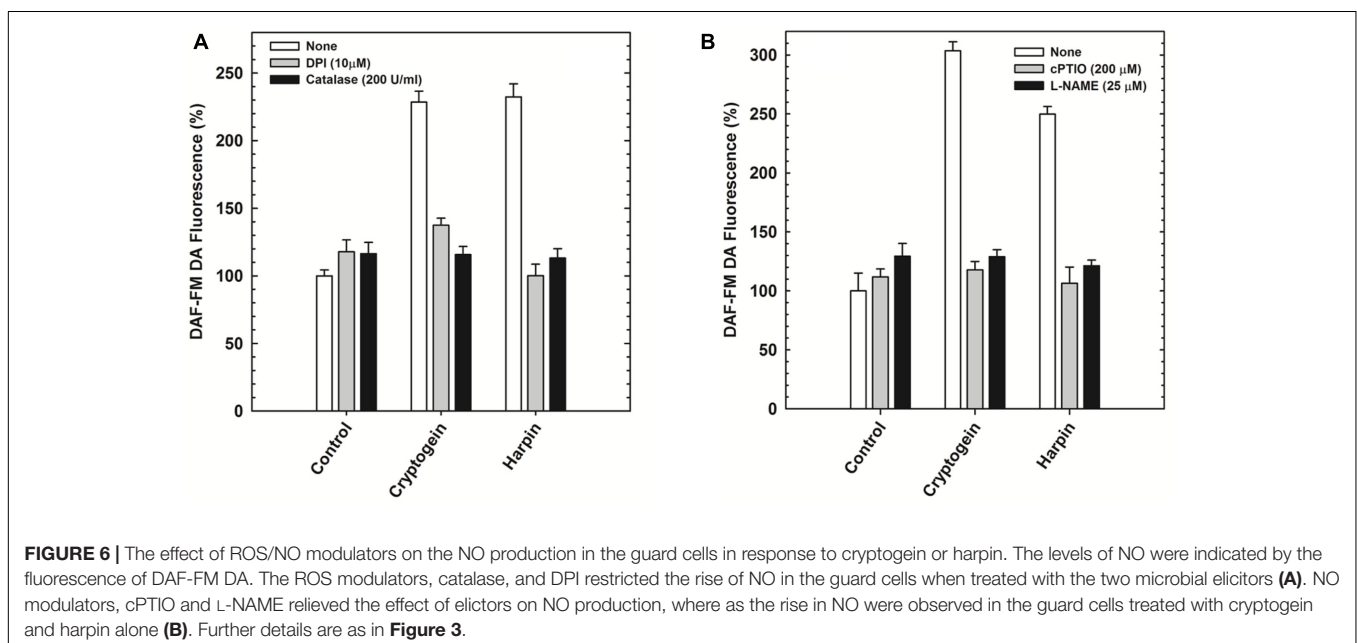 A
None
DPI (10μM)
Catalase (200 U/ml)
DAF-FM DA Fluorescence (%)
250
200
150
100
50
0
Control
Cryptogein
Harpin
B
None
cPTIO (200 μM)
L-NAME (25 μM)
DAF-FM DA Fluorescence (%)
300
250
200
150
100
50
0
Control
Cryptogein
Harpin
FIGURE 6 | The effect of ROS/NO modulators on the NO production in the guard cells in response to cryptogein or harpin. The levels of NO were indicated by the
fluorescence of DAF-FM DA. The ROS modulators, catalase, and DPI restricted the rise of NO in the guard cells when treated with the two microbial elicitors (A). NO
modulators, cPTIO and L-NAME relieved the effect of elictors on NO production, where as the rise in NO were observed in the guard cells treated with cryptogein
and harpin alone (B). Further details are as in Figure 3.